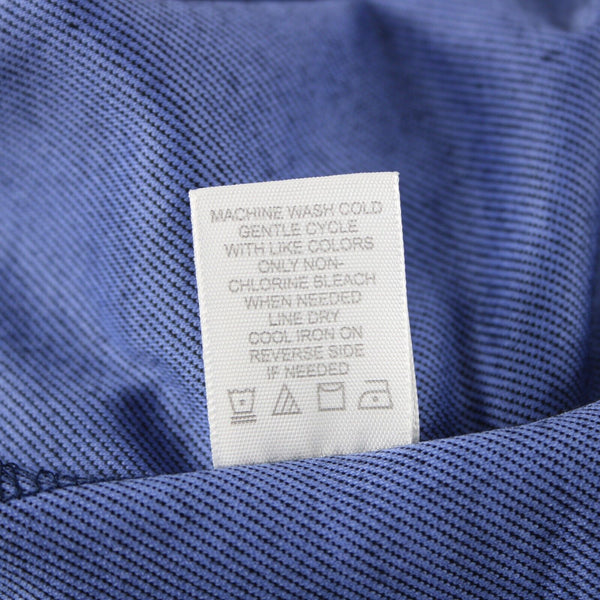 MACHINE WASH COLD
GENTLE CYCLE
WITH LIKE COLORS
ONLY NON-
CHLORINE BLEACH
WHEN NEEDED
LINE DRY
COOL IRON ON
REVERSE SIDE
IF NEEDED